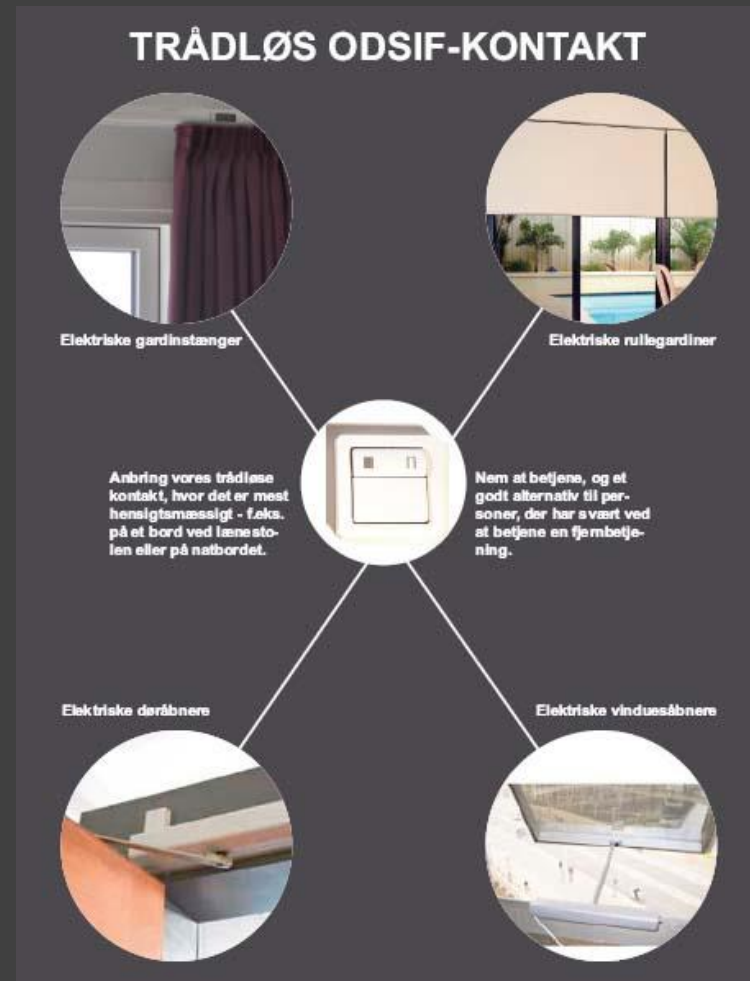 TRÅDLØS ODSIF-KONTAKT
Elektriske gardinstænger
Elektriske rullegardiner
Anbring vores trådløse
kontakt, hvor det er mest
hensigtsmæssigt - f.eks.
på et bord ved lænesto-
len eller på natbordet.
Nem at betjene, og et
godt alternativ til per-
soner, der har svært ved
at betjene en fjernbetje-
ning.
Elektriske døråbnere
Elektriske vinduesåbnere